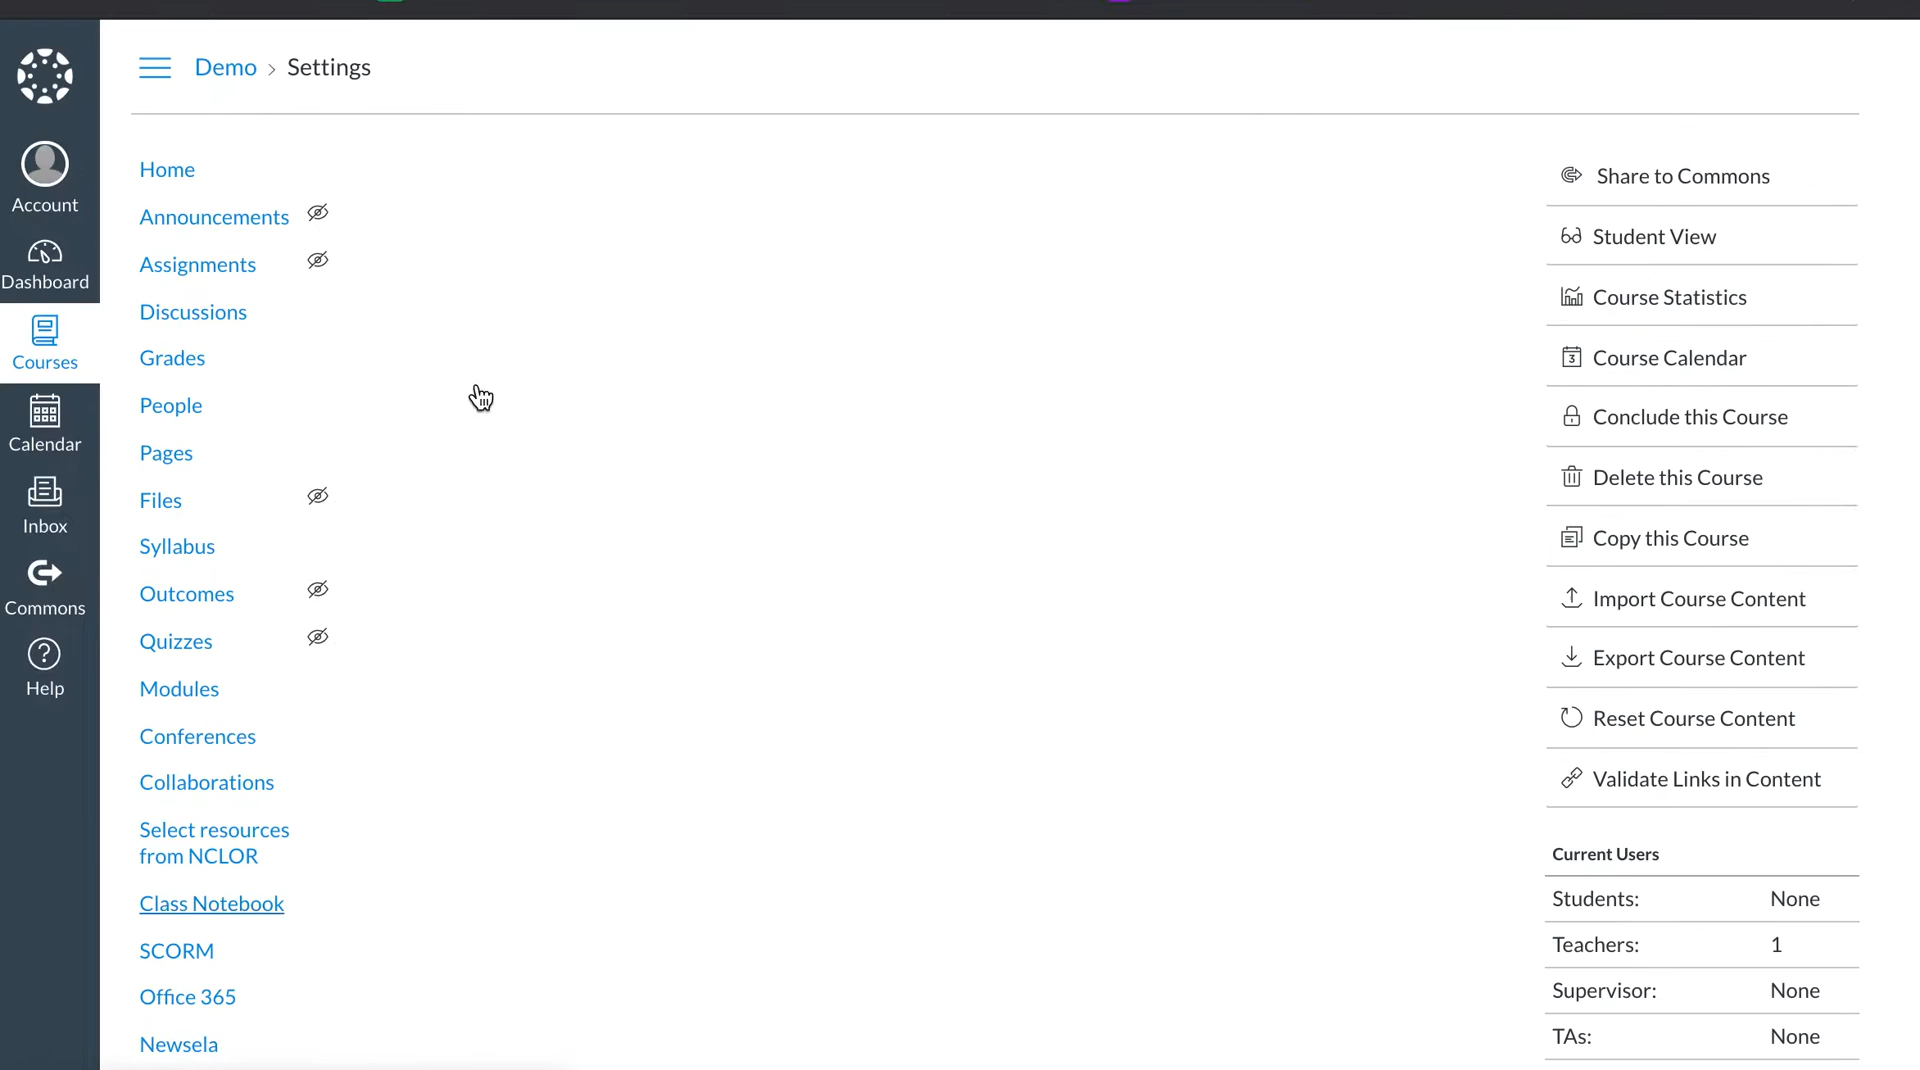 Demo > Settings
Account
Dashboard
Courses
Calendar
Inbox
Commons
Help
Home
Announcements
Assignments
Discussions
Grades
People
Pages
Files
Syllabus
Outcomes
Quizzes
Modules
Conferences
Collaborations
Select resources
from NCLOR
Class Notebook
SCORM
Office 365
Newsela
Share to Commons
Student View
Course Statistics
3 Course Calendar
Conclude this Course
Delete this Course
Copy this Course
Import Course Content
Export Course Content
Reset Course Content
Validate Links in Content
Current Users
Students: None
Teachers: 1
Supervisor: None
TAs: None